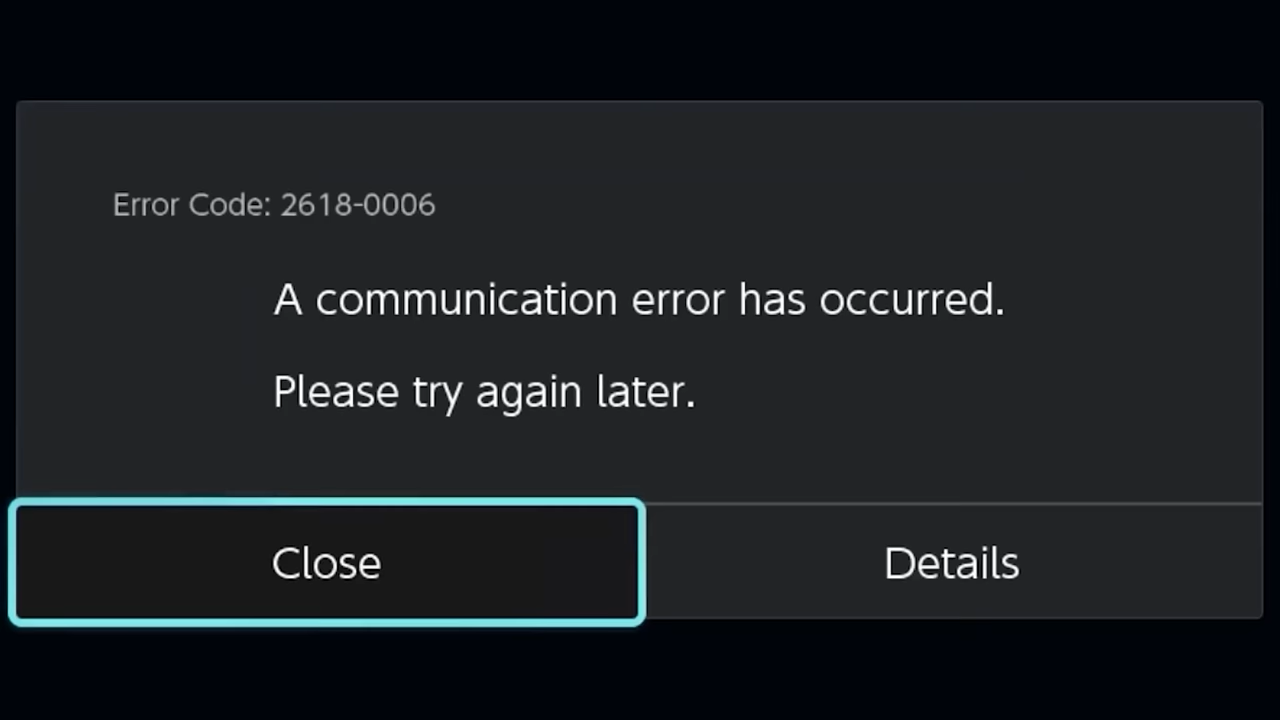 Error Code: 2618-0006
A communication error has occurred.
Please try again later.
Close
Details